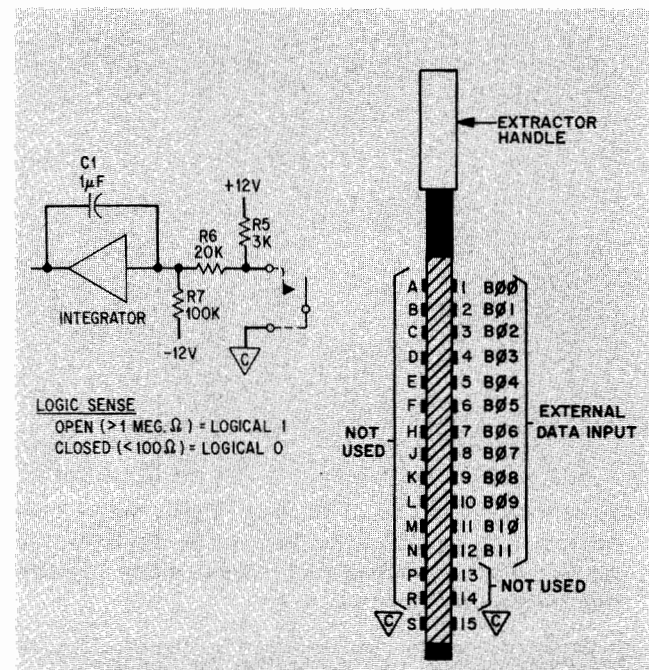 C1
1µF
+12V
R5
3K
R6
20K
R7
100K
INTEGRATOR
-12V
C
LOGIC SENSE
OPEN (>1 MEG. Ω) = LOGICAL 1
CLOSED (<100Ω) = LOGICAL 0
EXTRACTOR
HANDLE
A 1 BØØ
B 2 BØ1
C 3 BØ2
D 4 BØ3
E 5 BØ4
F 6 BØ5
H 7 BØ6
J 8 BØ7
K 9 BØ8
L 10 BØ9
M 11 B1Ø
N 12 B11
P 13
R 14
C S 15 C
NOT
USED
EXTERNAL
DATA INPUT
NOT USED